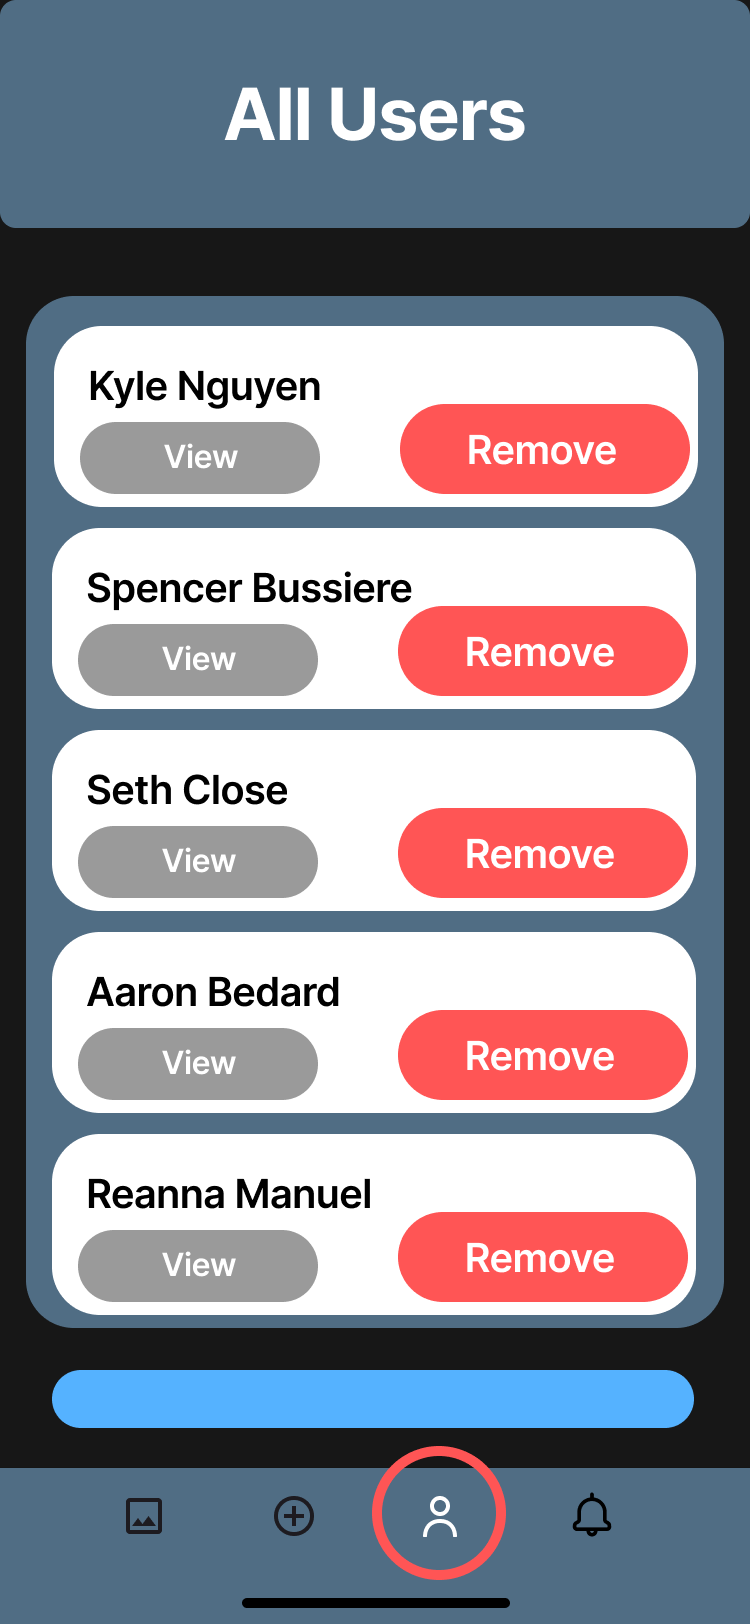 All Users
Kyle Nguyen
View
Remove
Spencer Bussiere
View
Remove
Seth Close
View
Remove
Aaron Bedard
View
Remove
Reanna Manuel
View
Remove